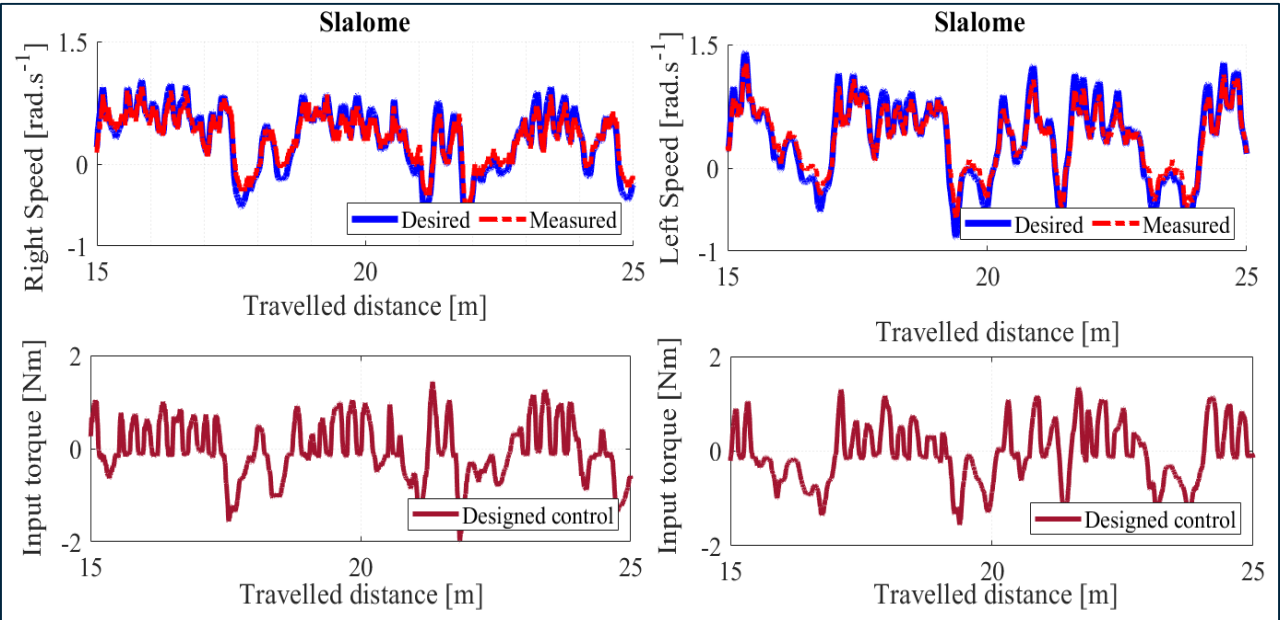 Slalome
1.5
0
-1
Right Speed [rad.s-1]
15
20
25
Travelled distance [m]
Desired
Measured
Slalome
1.5
0
-1
Left Speed [rad.s-1]
15
20
25
Travelled distance [m]
Desired
Measured
2
0
-2
Input torque [Nm]
15
20
25
Travelled distance [m]
Designed control
2
0
-2
Input torque [Nm]
15
20
25
Travelled distance [m]
Designed control